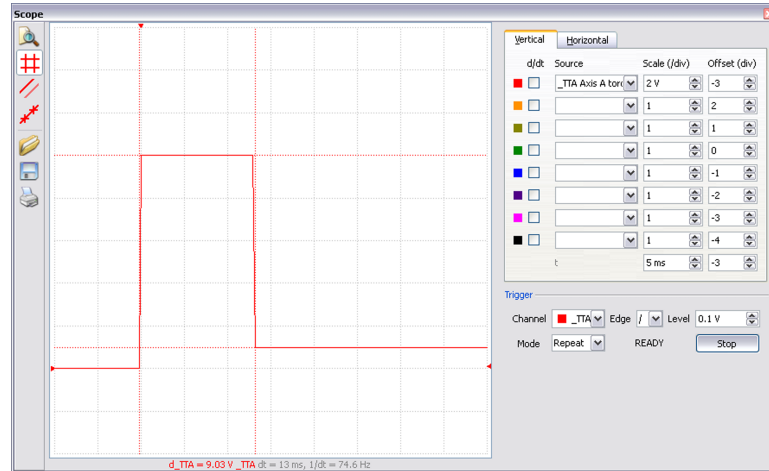 Scope
Vertical Horizontal
d/dt Source Scale (/div) Offset (div)
_TTA Axis A tor 2 V -3
1 2
1 1
1 0
1 -1
1 -2
1 -3
1 -4
t 5 ms -3
Trigger
Channel _TTA Edge / Level 0.1 V
Mode Repeat READY Stop
d_TTA = 9.03 V _TTA dt = 13 ms, 1/dt = 74.6 Hz